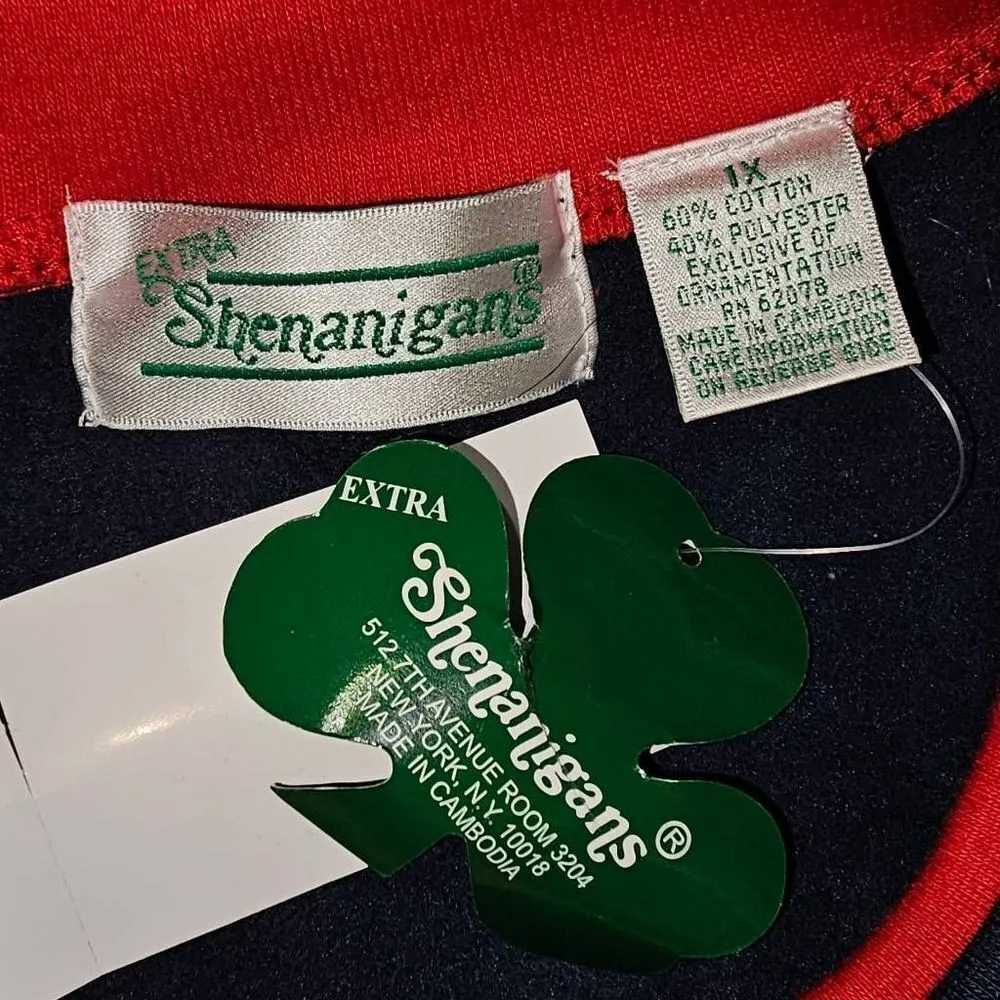 EXTRA
Shenanigans®
1X
60% COTTON
40% POLYESTER
EXCLUSIVE OF
ORNAMENTATION
RN 62078
MADE IN CAMBODIA
CARE INFORMATION
ON REVERSE SIDE
EXTRA
Shenanigans®
512 7TH AVENUE ROOM 3204
NEW YORK, N.Y. 10018
MADE IN CAMBODIA